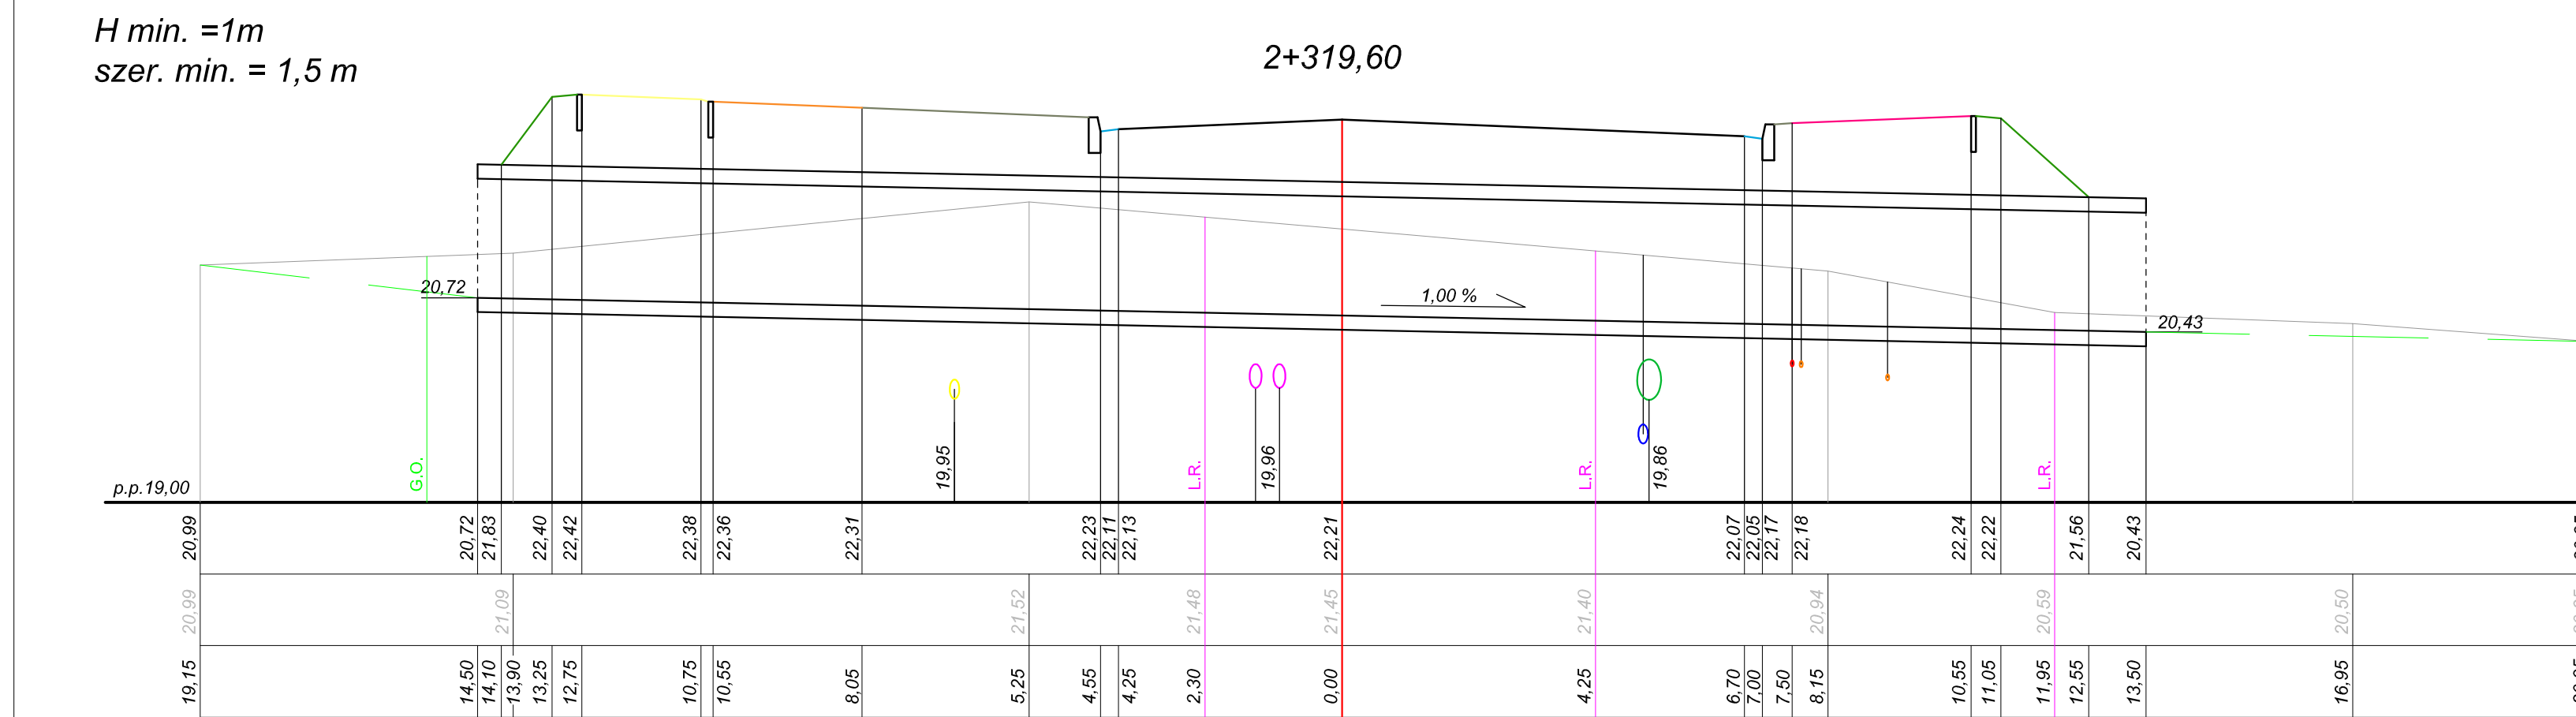 H min. =1m
szer. min. = 1,5 m
2+319,60
20,72
1,00 %
20,43
G.O.
19,95
L.R.
19,96
L.R.
19,86
L.R.
p.p.19,00
20,99 20,72 21,83 22,40 22,42 22,38 22,36 22,31 22,23 22,11 22,13 22,21 22,07 22,05 22,17 22,18 22,24 22,22 21,56 20,43
20,99 21,09 21,52 21,48 21,45 21,40 20,94 20,59 20,50
19,15 14,50 14,10 13,90 13,25 12,75 10,75 10,55 8,05 5,25 4,55 4,25 2,30 0,00 4,25 6,70 7,00 7,50 8,15 10,55 11,05 11,95 12,55 13,50 16,95